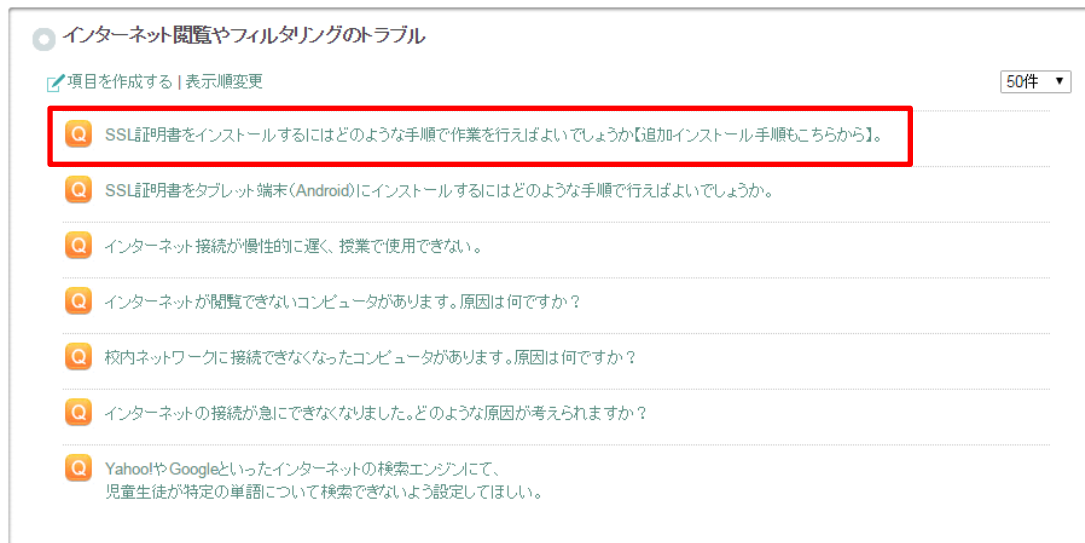 インターネット閲覧やフィルタリングのトラブル
項目を作成する | 表示順変更
50件
Q SSL証明書をインストールするにはどのような手順で作業を行えばよいでしょうか【追加インストール手順もこちらから】。
Q SSL証明書をタブレット端末(Android)にインストールするにはどのような手順で行えばよいでしょうか。
Q インターネット接続が慢性的に遅く、授業で使用できない。
Q インターネットが閲覧できないコンピュータがあります。原因は何ですか?
Q 校内ネットワークに接続できなくなったコンピュータがあります。原因は何ですか?
Q インターネットの接続が急にできなくなりました。どのような原因が考えられますか?
Q Yahoo!やGoogleといったインターネットの検索エンジンにて、
児童生徒が特定の単語について検索できないよう設定してほしい。